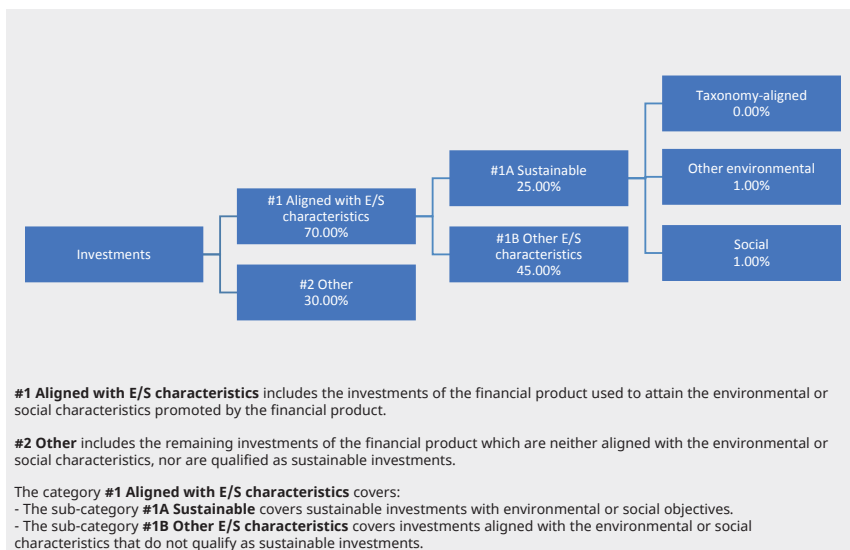 Taxonomy-aligned
0.00%
#1A Sustainable
25.00%
Other environmental
1.00%
#1 Aligned with E/S
characteristics
70.00%
#1B Other E/S
characteristics
45.00%
Social
1.00%
Investments
#2 Other
30.00%
#1 Aligned with E/S characteristics includes the investments of the financial product used to attain the environmental or
social characteristics promoted by the financial product.
#2 Other includes the remaining investments of the financial product which are neither aligned with the environmental or
social characteristics, nor are qualified as sustainable investments.
The category #1 Aligned with E/S characteristics covers:
- The sub-category #1A Sustainable covers sustainable investments with environmental or social objectives.
- The sub-category #1B Other E/S characteristics covers investments aligned with the environmental or social
characteristics that do not qualify as sustainable investments.